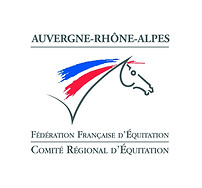 AUVERGNE-RHÔNE-ALPES
FÉDÉRATION FRANÇAISE D'ÉQUITATION
COMITÉ RÉGIONAL D'ÉQUITATION